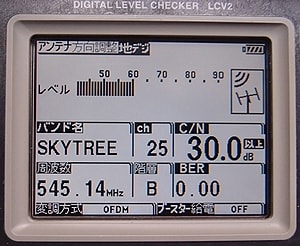 DIGITAL LEVEL CHECKER LCV2
アンテナ方向調整 地デジ
50 60 70 80 90
レベル
バンド名 ch C/N
SKYTREE 25 30.0以上 dB
周波数 階層 BER
545.14MHz B 0.00
変調方式 OFDM ブースター給電 OFF